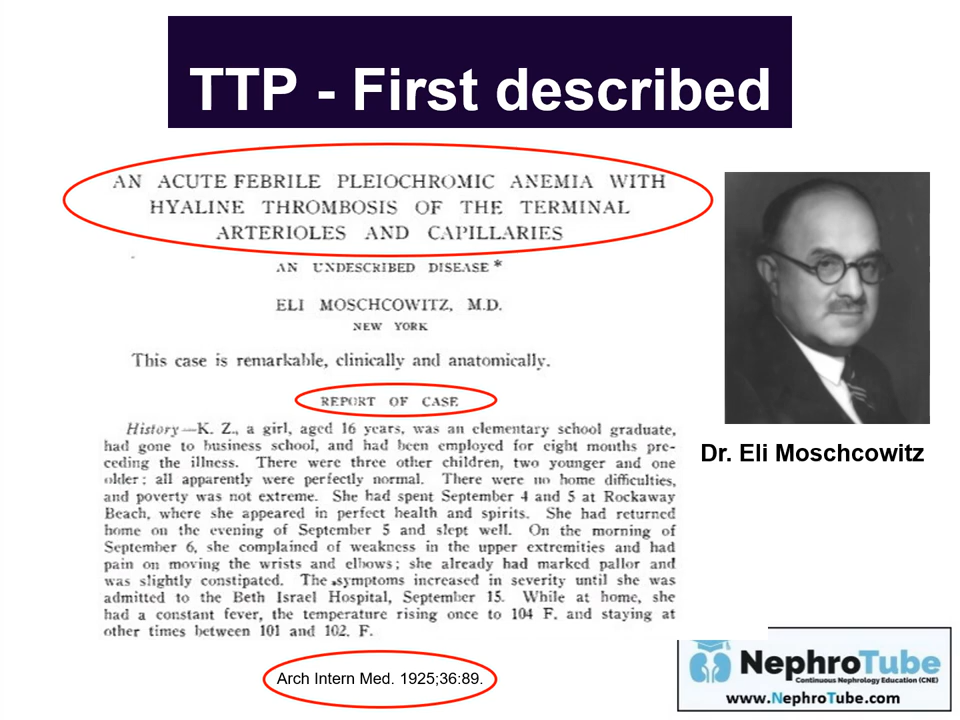 TTP - First described
AN ACUTE FEBRILE PLEIOCHROMIC ANEMIA WITH
HYALINE THROMBOSIS OF THE TERMINAL
ARTERIOLES AND CAPILLARIES
AN UNDESCRIBED DISEASE *
ELI MOSCHCOWITZ, M.D.
NEW YORK
This case is remarkable, clinically and anatomically.
REPORT OF CASE
History—K. Z., a girl, aged 16 years, was an elementary school graduate,
had gone to business school, and had been employed for eight months pre-
ceding the illness. There were three other children, two younger and one
older; all apparently were perfectly normal. There were no home difficulties,
and poverty was not extreme. She had spent September 4 and 5 at Rockaway
Beach, where she appeared in perfect health and spirits. She had returned
home on the evening of September 5 and slept well. On the morning of
September 6, she complained of weakness in the upper extremities and had
pain on moving the wrists and elbows; she already had marked pallor and
was slightly constipated. The symptoms increased in severity until she was
admitted to the Beth Israel Hospital, September 15. While at home, she
had a constant fever, the temperature rising once to 104 F. and staying at
other times between 101 and 102. F.
Dr. Eli Moschcowitz
Arch Intern Med. 1925;36:89.
NephroTube
Continuous Nephrology Education (CNE)
www.NephroTube.com